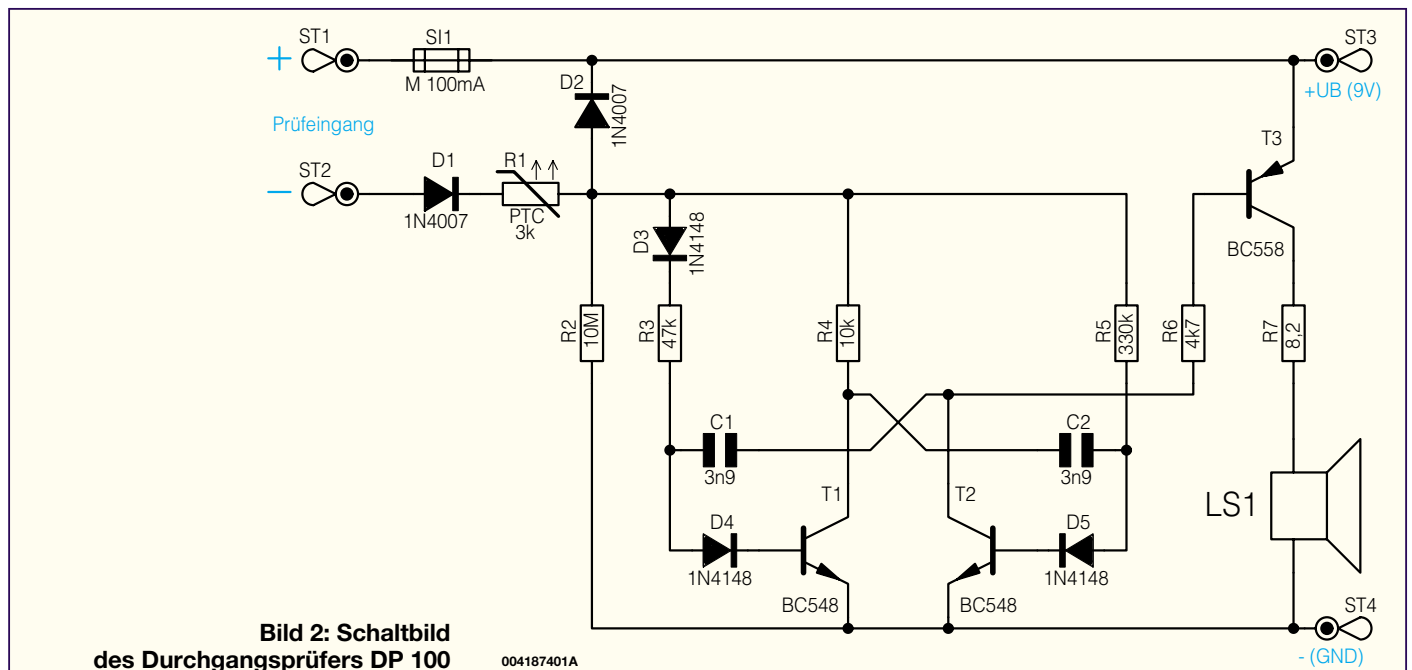 ST1
+
SI1
M 100mA
ST3
+UB (9V)
D2
1N4007
Prüfeingang
T3
BC558
ST2
-
D1
1N4007
R1
PTC
3k
D3
1N4148
R2
10M
R3
47k
R4
10k
R5
330k
R6
4k7
R7
8,2
C1
3n9
C2
3n9
T1
T2
D4
1N4148
D5
1N4148
LS1
BC548
BC548
ST4
- (GND)
Bild 2: Schaltbild
des Durchgangsprüfers DP 100
004187401A